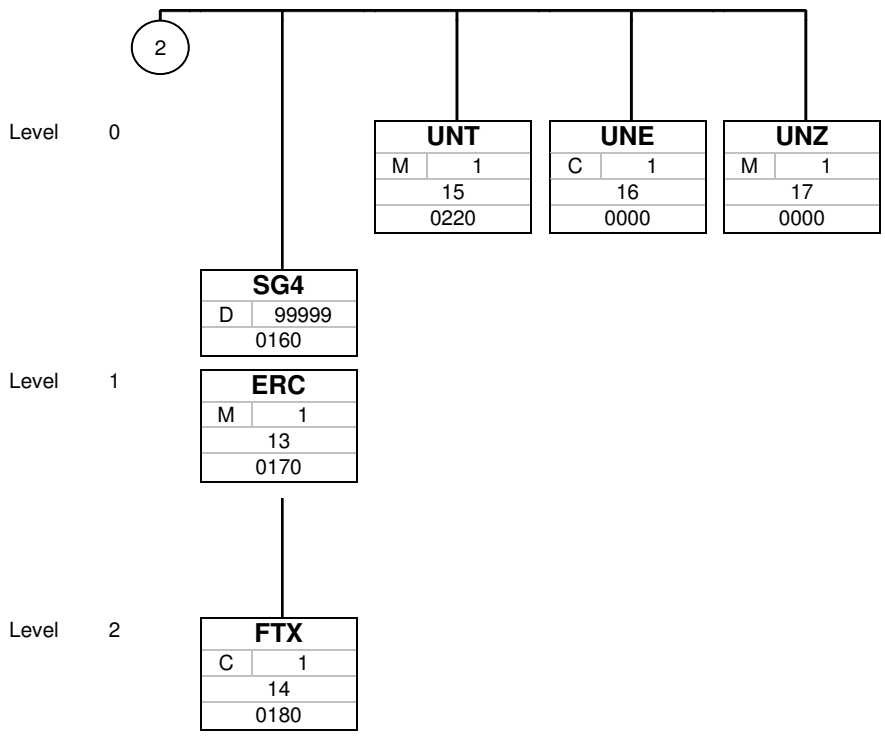 2
Level 0
UNT UNE UNZ
M 1 C 1 M 1
15 16 17
0220 0000 0000
SG4
D 99999
0160
Level 1
ERC
M 1
13
0170
Level 2
FTX
C 1
14
0180